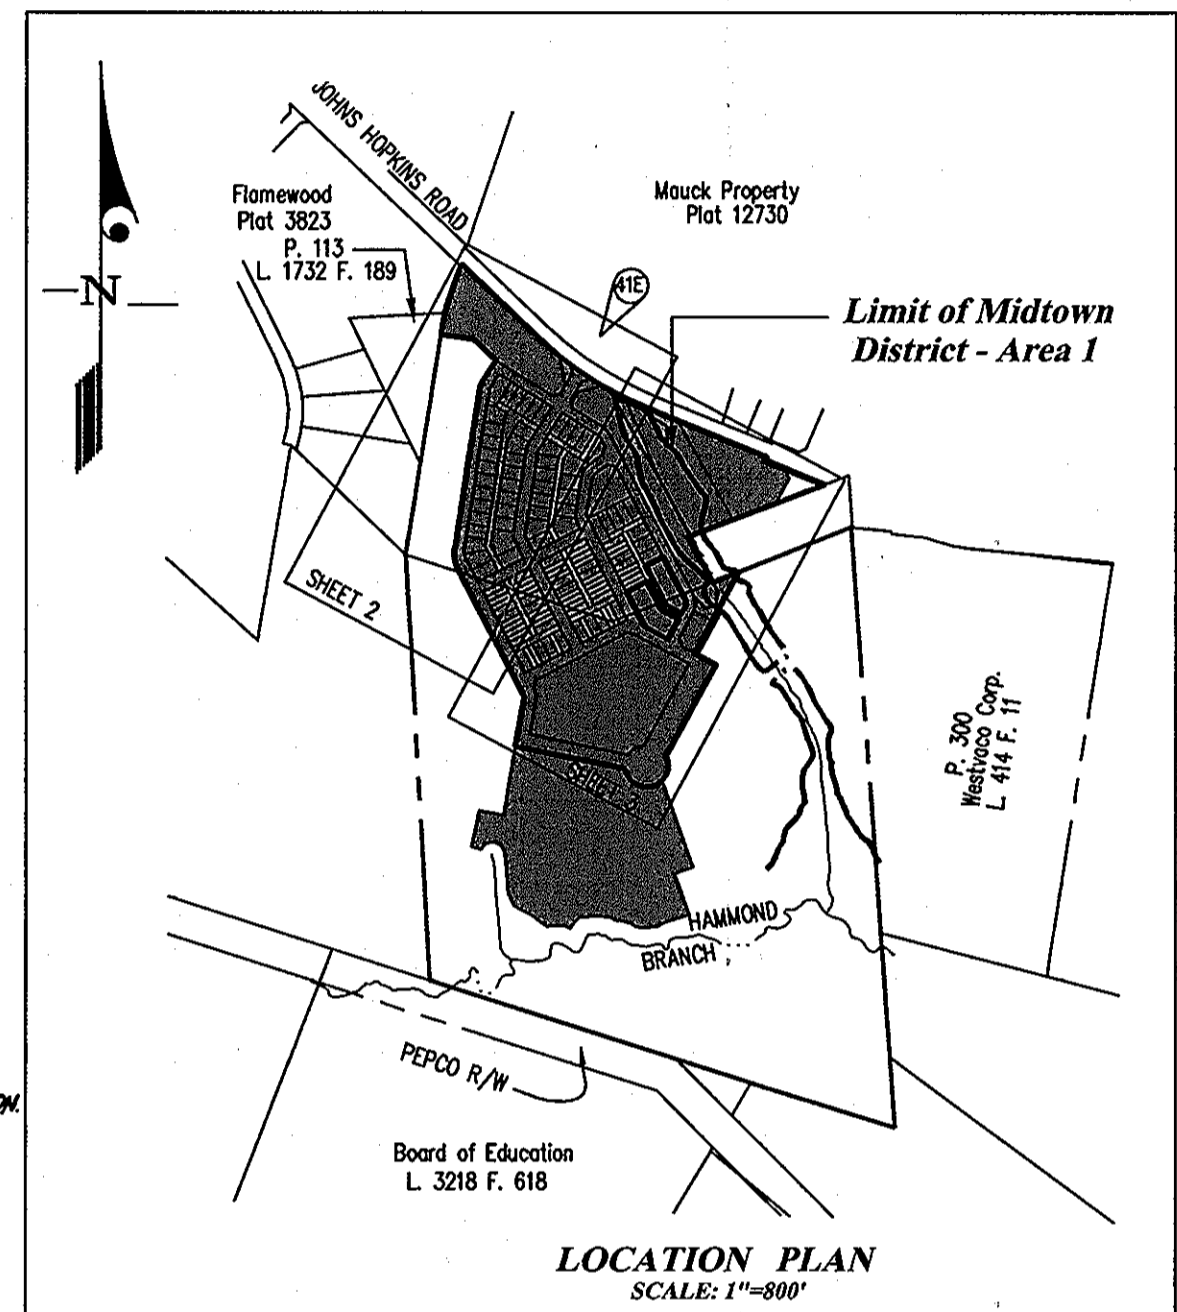 JOHNS HOPKINS ROAD
Flamewood
Plat 3823
P. 113
L. 1732 F. 189
Mauck Property
Plat 12730
41E
N
Limit of Midtown
District - Area 1
SHEET 2
SHEET 3
P. 300
Westvaco Corp.
L. 414 F. 11
HAMMOND
BRANCH
PEPCO R/W
Board of Education
L. 3218 F. 618
LOCATION PLAN
SCALE: 1"=800'